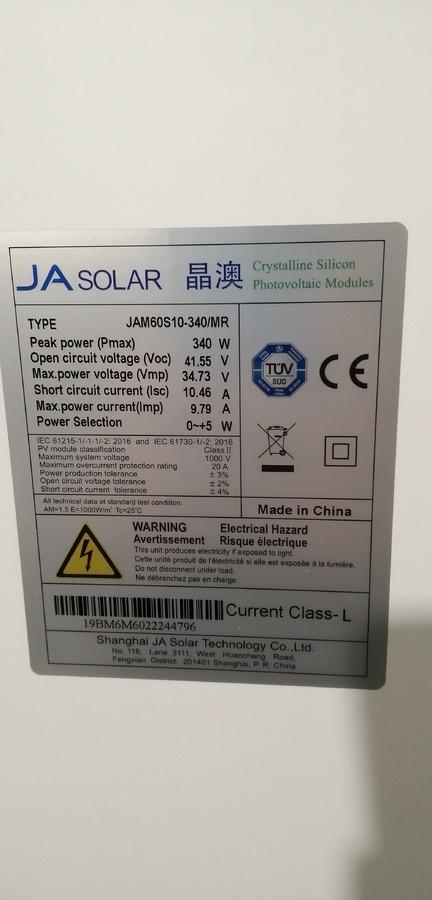 JA SOLAR 晶澳 Crystalline Silicon
Photovoltaic Modules
TYPE JAM60S10-340/MR
Peak power (Pmax) 340 W
Open circuit voltage (Voc) 41.55 V
Max.power voltage (Vmp) 34.73 V
Short circuit current (Isc) 10.46 A
Max.power current(Imp) 9.79 A
Power Selection 0~+5 W
TÜV
SUD
CE
IEC 61215-1/-1-1/-2: 2016 and IEC 61730-1/-2: 2016
PV module classification Class II
Maximum system voltage 1000 V
Maximum overcurrent protection rating 20 A
Power production tolerance ± 3%
Open circuit voltage tolerance ± 2%
Short circuit current tolerance ± 4%
All technical data at standard test condition:
AM=1.5 E=1000W/m² Tc=25°C
Made in China
WARNING Electrical Hazard
Avertissement Risque électrique
This unit produces electricity if exposed to light.
Cette unité produit de l'électricité si elle est exposée à la lumière.
Do not disconnect under load.
Ne débranchez pas en charge.
19BM6M6022244796
Current Class- L
Shanghai JA Solar Technology Co.,Ltd.
No. 118, Lane 3111, West Huancheng Road,
Fengxian District, 201401 Shanghai, P. R. China